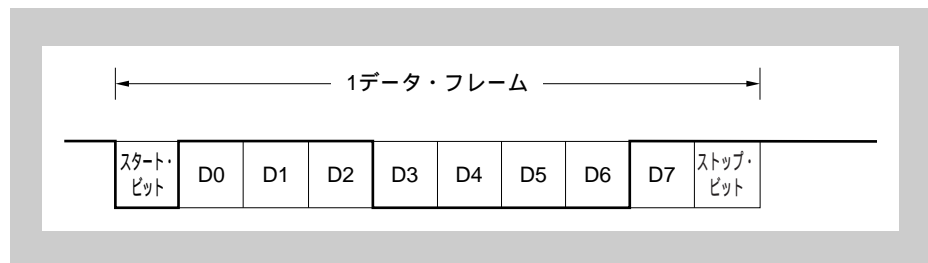 1データ・フレーム
スタート・
ビット
D0
D1
D2
D3
D4
D5
D6
D7
ストップ・
ビット